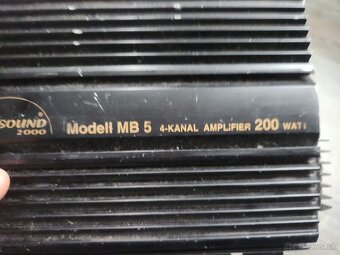 SOUND®
2000
Modell MB 5 4-KANAL AMPLIFIER 200 WATT